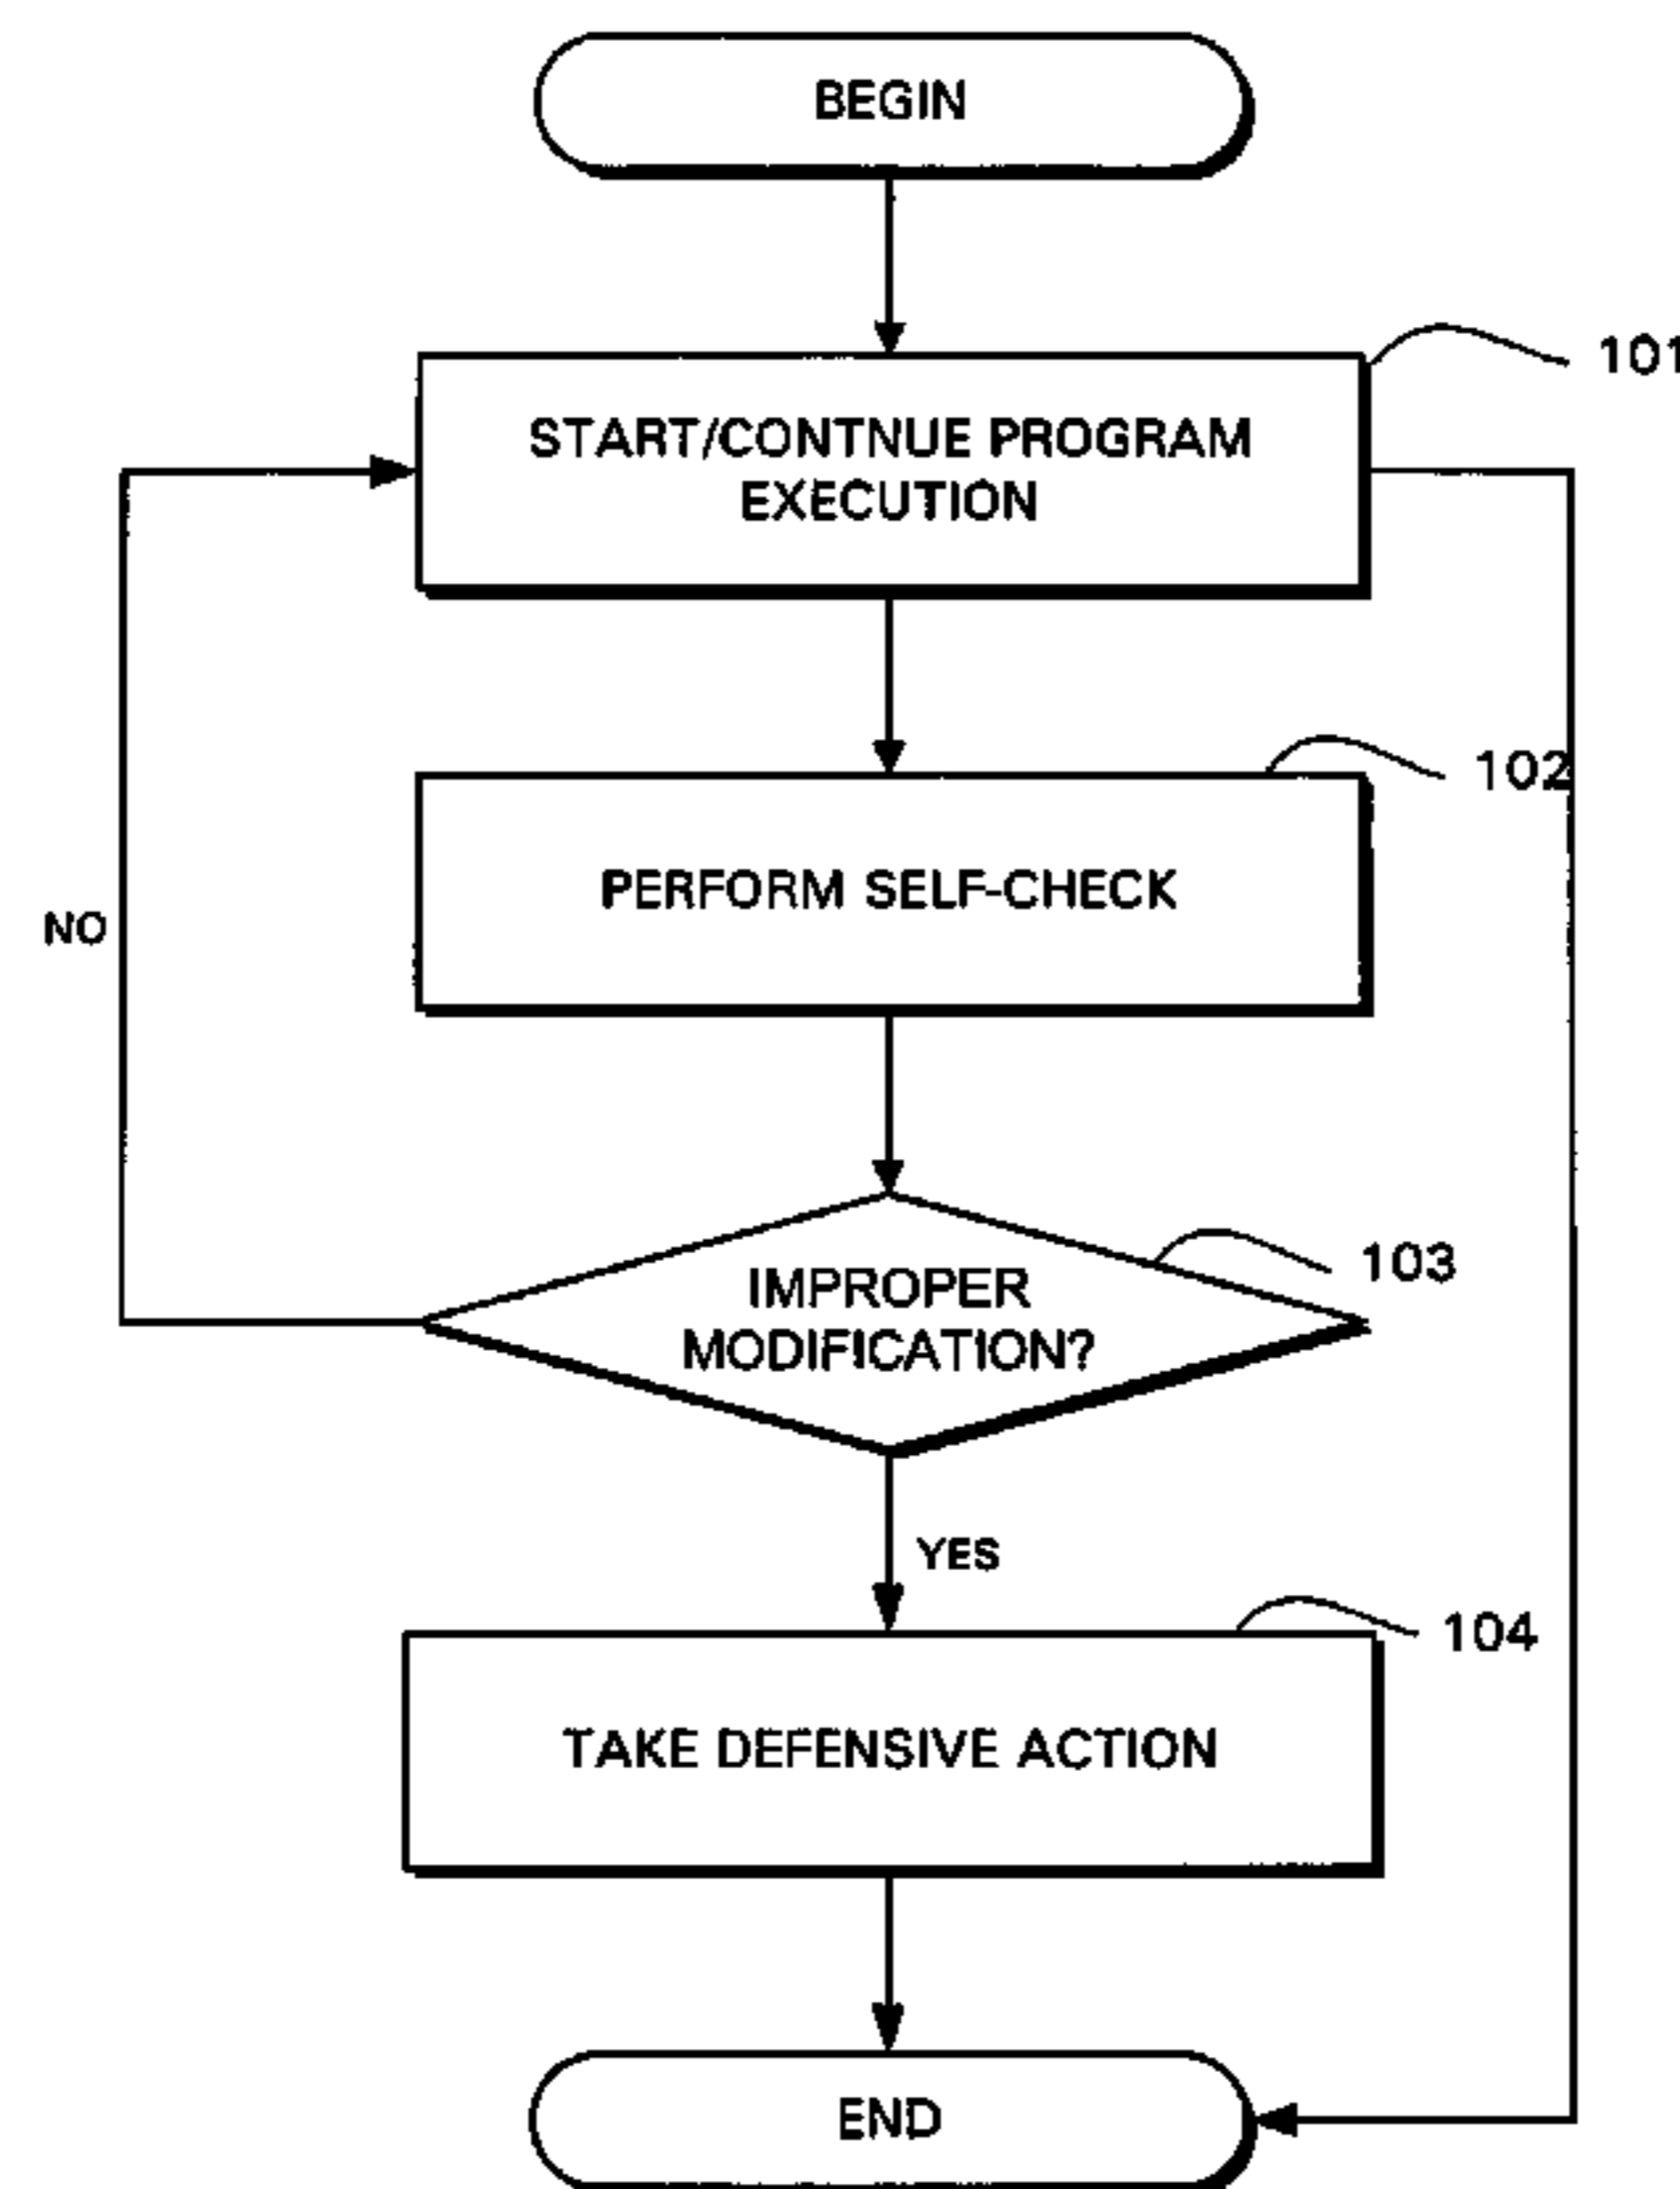 BEGIN
101
START/CONTNUE PROGRAM
EXECUTION
102
PERFORM SELF-CHECK
NO
103
IMPROPER
MODIFICATION?
YES
104
TAKE DEFENSIVE ACTION
END